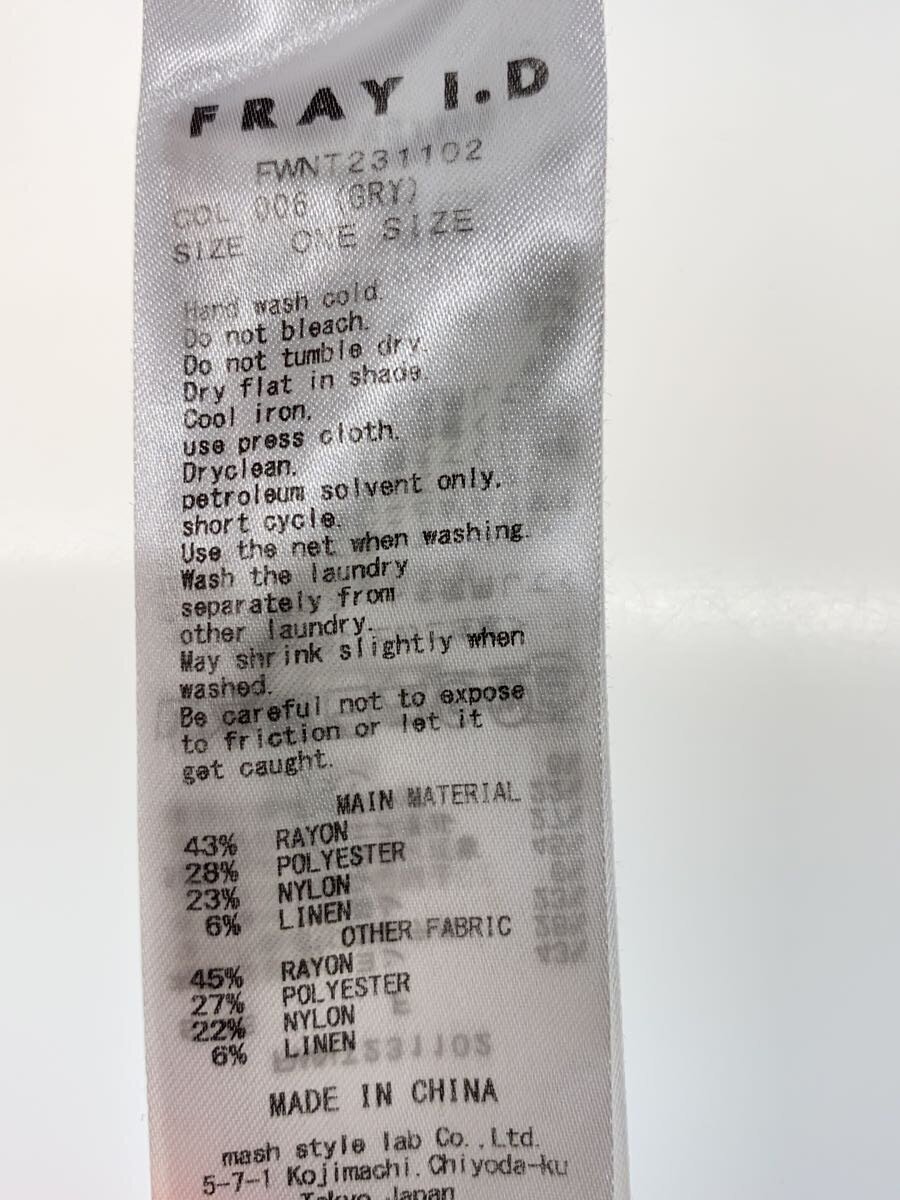 FRAY I.D
FWNT231102
COL 006 (GRY)
SIZE ONE SIZE
Hand wash cold.
Do not bleach.
Do not tumble dry.
Dry flat in shade.
Cool iron.
use press cloth.
Dryclean.
petroleum solvent only.
short cycle.
Use the net when washing.
Wash the laundry
separately from
other laundry.
May shrink slightly when
washed.
Be careful not to expose
to friction or let it
get caught.
MAIN MATERIAL
43% RAYON
28% POLYESTER
23% NYLON
6% LINEN
OTHER FABRIC
45% RAYON
27% POLYESTER
22% NYLON
6% LINEN
MADE IN CHINA
mash style lab Co.,Ltd.
5-7-1 Kojimachi.Chiyoda-ku
Tokyo Japan